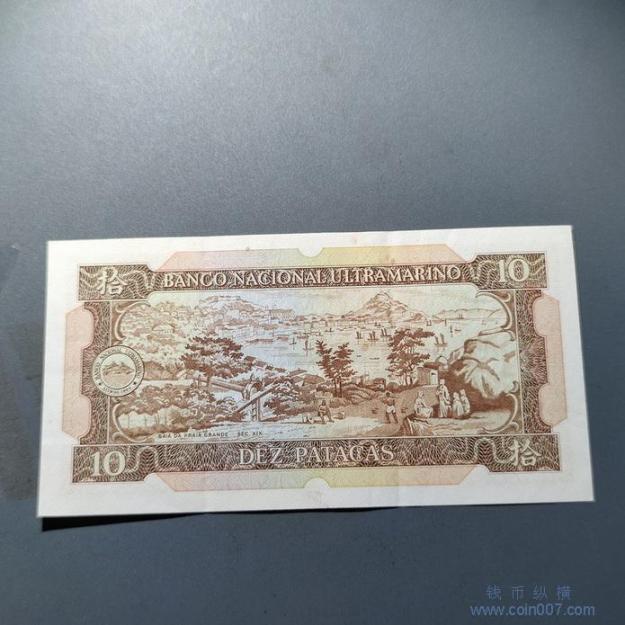 拾 BANCO NACIONAL ULTRAMARINO 10
BAIA DA PRAIA GRANDE SÉC. XIX
10 DEZ PATACAS 拾
钱币纵横
www.coin007.com